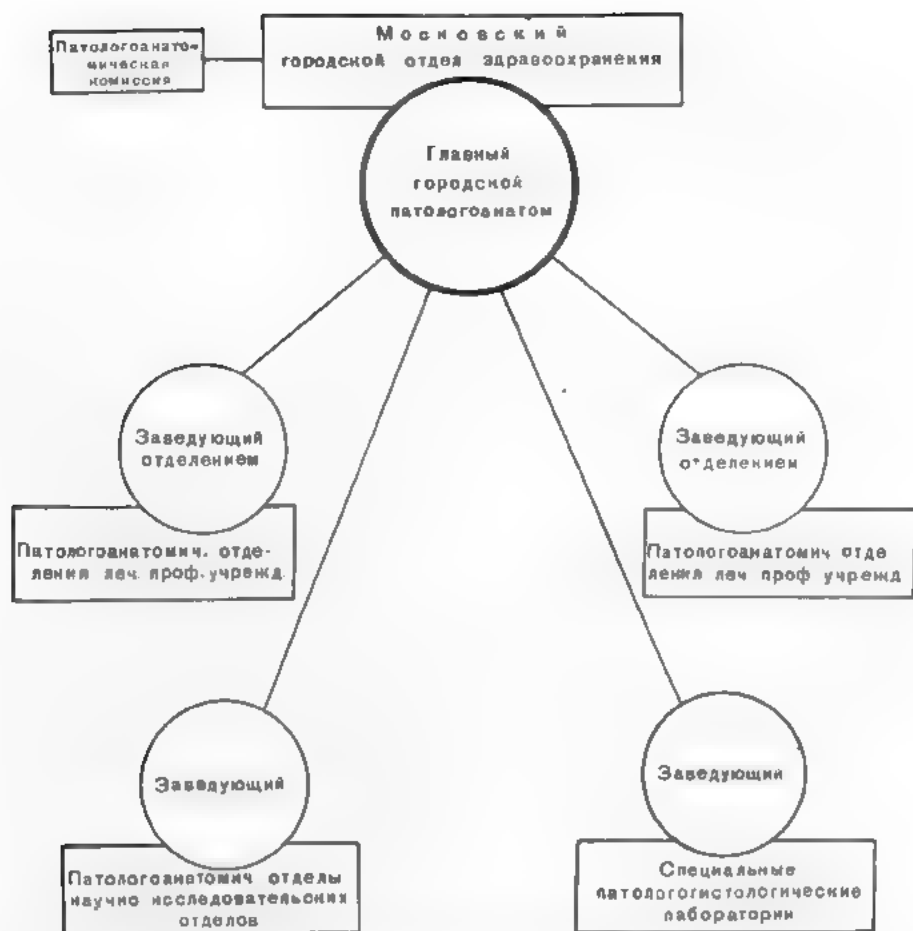 Патологоанато-
мическая
комиссия
Московский
городской отдел здравоохранения
Главный
городской
патологоанатом
Заведующий
отделением
Патологоанатомич. отде-
ления леч. проф. учрежд.
Заведующий
отделением
Патологоанатомич отде
ления леч проф учрежд
Заведующий
Патологоанатомич отделы
научно исследовательских
отделов
Заведующий
Специальные
патологогистологические
лаборатории